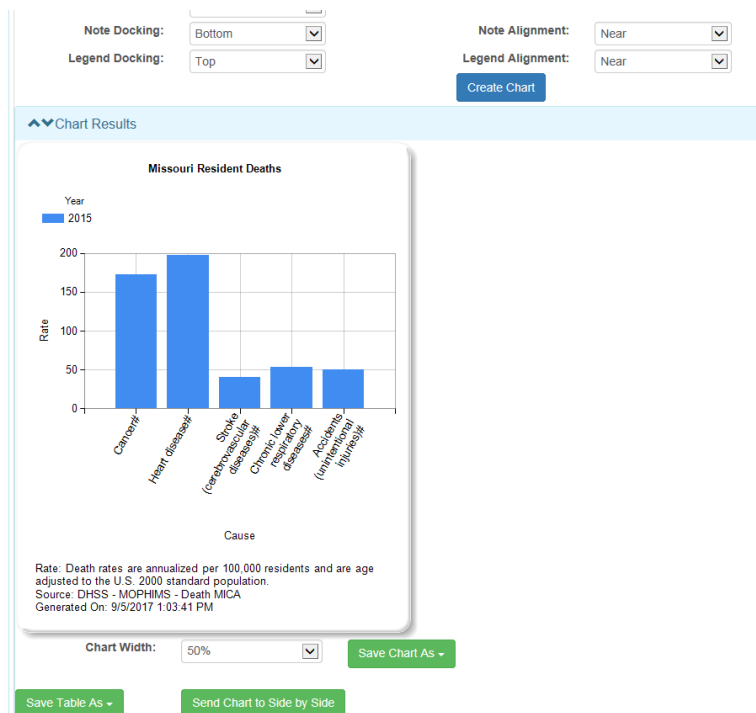 Note Docking: Bottom Note Alignment: Near
Legend Docking: Top Legend Alignment: Near
Create Chart
Chart Results
Missouri Resident Deaths
Year
2015
200
150
100
50
0
Rate
Cancer#
Heart disease#
Stroke
(cerebrovascular
diseases)#
Chronic lower
respiratory
diseases#
Accidents
(unintentional
injuries)#
Cause
Rate: Death rates are annualized per 100,000 residents and are age
adjusted to the U.S. 2000 standard population.
Source: DHSS - MOPHIMS - Death MICA
Generated On: 9/5/2017 1:03:41 PM
Chart Width: 50% Save Chart As
Save Table As Send Chart to Side by Side